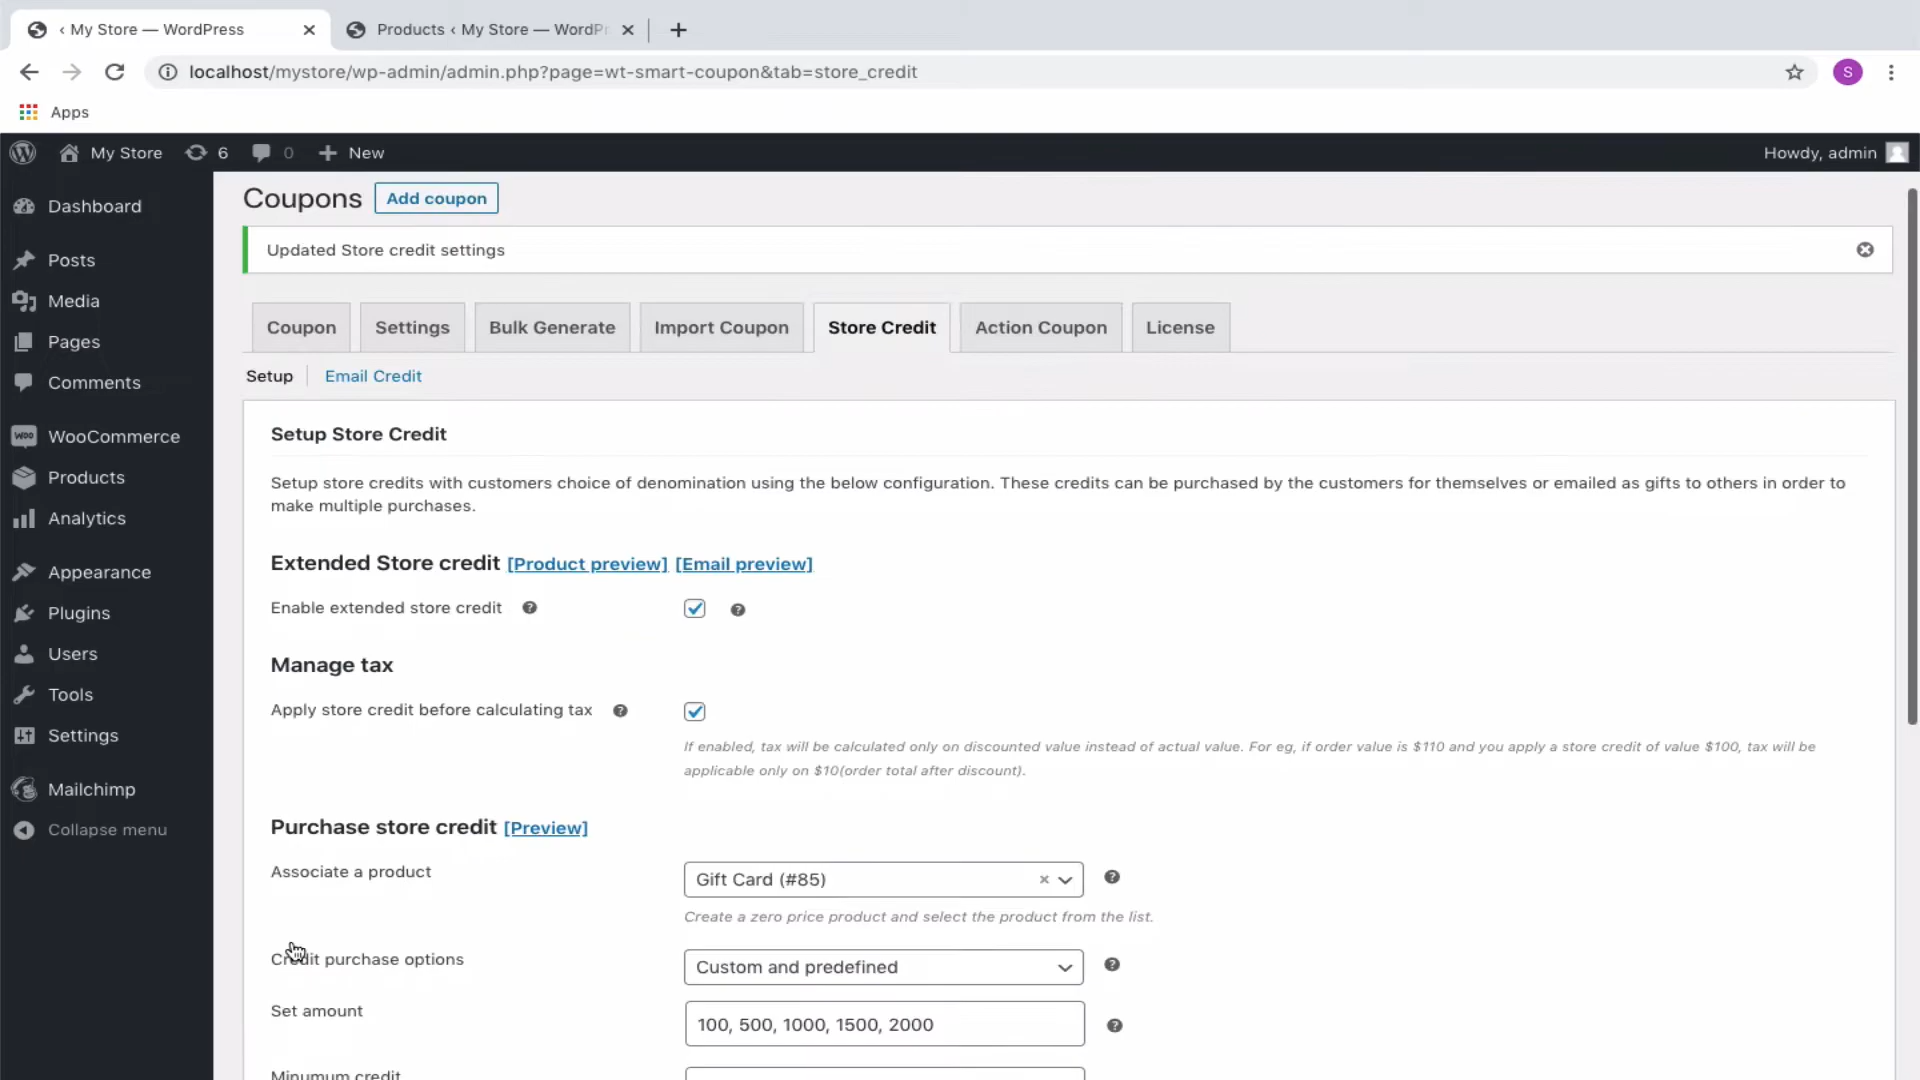 ‹ My Store — WordPress
Products ‹ My Store — WordPr
localhost/mystore/wp-admin/admin.php?page=wt-smart-coupon&tab=store_credit
S
Apps
My Store
6
0
New
Howdy, admin
Dashboard
Posts
Media
Pages
Comments
WooCommerce
Products
Analytics
Appearance
Plugins
Users
Tools
Settings
Mailchimp
Collapse menu
Coupons
Add coupon
Updated Store credit settings
Coupon
Settings
Bulk Generate
Import Coupon
Store Credit
Action Coupon
License
Setup
Email Credit
Setup Store Credit
Setup store credits with customers choice of denomination using the below configuration. These credits can be purchased by the customers for themselves or emailed as gifts to others in order to
make multiple purchases.
Extended Store credit [Product preview] [Email preview]
Enable extended store credit
Manage tax
Apply store credit before calculating tax
If enabled, tax will be calculated only on discounted value instead of actual value. For eg, if order value is $110 and you apply a store credit of value $100, tax will be
applicable only on $10(order total after discount).
Purchase store credit [Preview]
Associate a product
Gift Card (#85)
Create a zero price product and select the product from the list.
Credit purchase options
Custom and predefined
Set amount
100, 500, 1000, 1500, 2000
Minumum credit